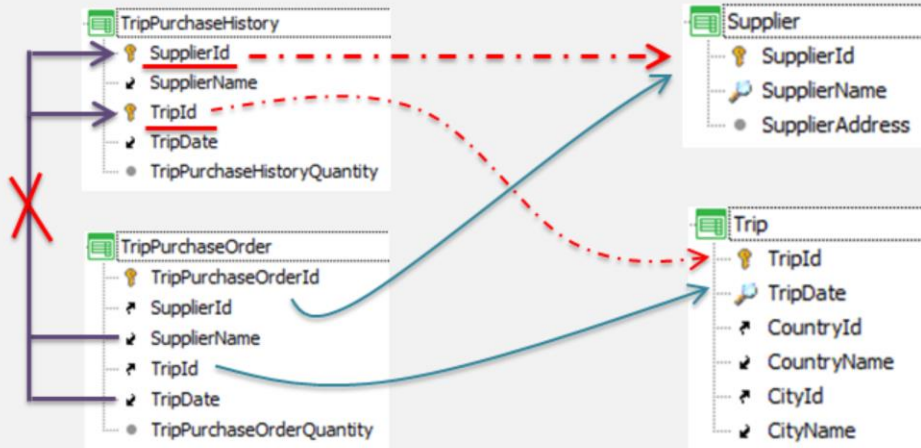 TripPurchaseHistory
SupplierId
SupplierName
TripId
TripDate
TripPurchaseHistoryQuantity
Supplier
SupplierId
SupplierName
SupplierAddress
TripPurchaseOrder
TripPurchaseOrderId
SupplierId
SupplierName
TripId
TripDate
TripPurchaseOrderQuantity
Trip
TripId
TripDate
CountryId
CountryName
CityId
CityName